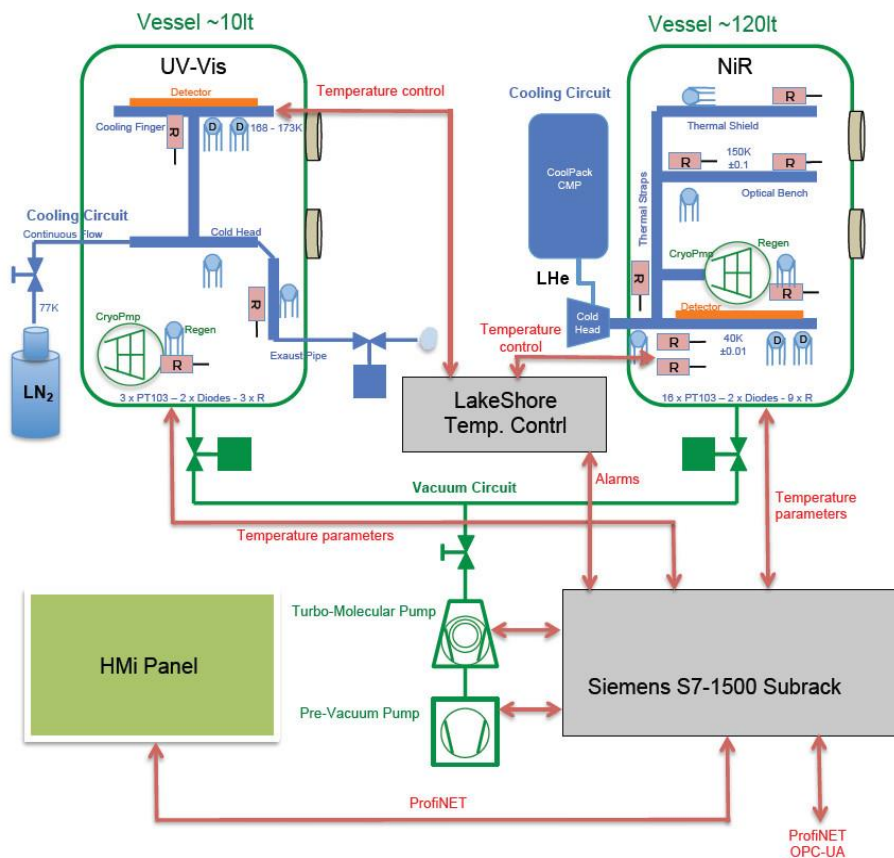 Vessel ~10lt
Vessel ~120lt
UV-Vis
NiR
Detector
Temperature control
Cooling Circuit
R
Cooling Finger
R
D
D
168 - 173K
Thermal Shield
CoolPack
CMP
R
150K
±0.1
R
Optical Bench
Thermal Straps
Cooling Circuit
Continuous Flow
Cold Head
CryoPmp
Regen
LHe
R
R
R
Detector
77K
CryoPmp
Regen
R
Exaust Pipe
Cold
Head
Temperature
control
R
R
40K
±0.01
D
D
LN2
3 x PT103 – 2 x Diodes - 3 x R
16 x PT103 – 2 x Diodes - 9 x R
LakeShore
Temp. Contrl
Alarms
Vacuum Circuit
Temperature parameters
Temperature
parameters
Turbo-Molecular Pump
HMi Panel
Siemens S7-1500 Subrack
Pre-Vacuum Pump
ProfiNET
ProfiNET
OPC-UA